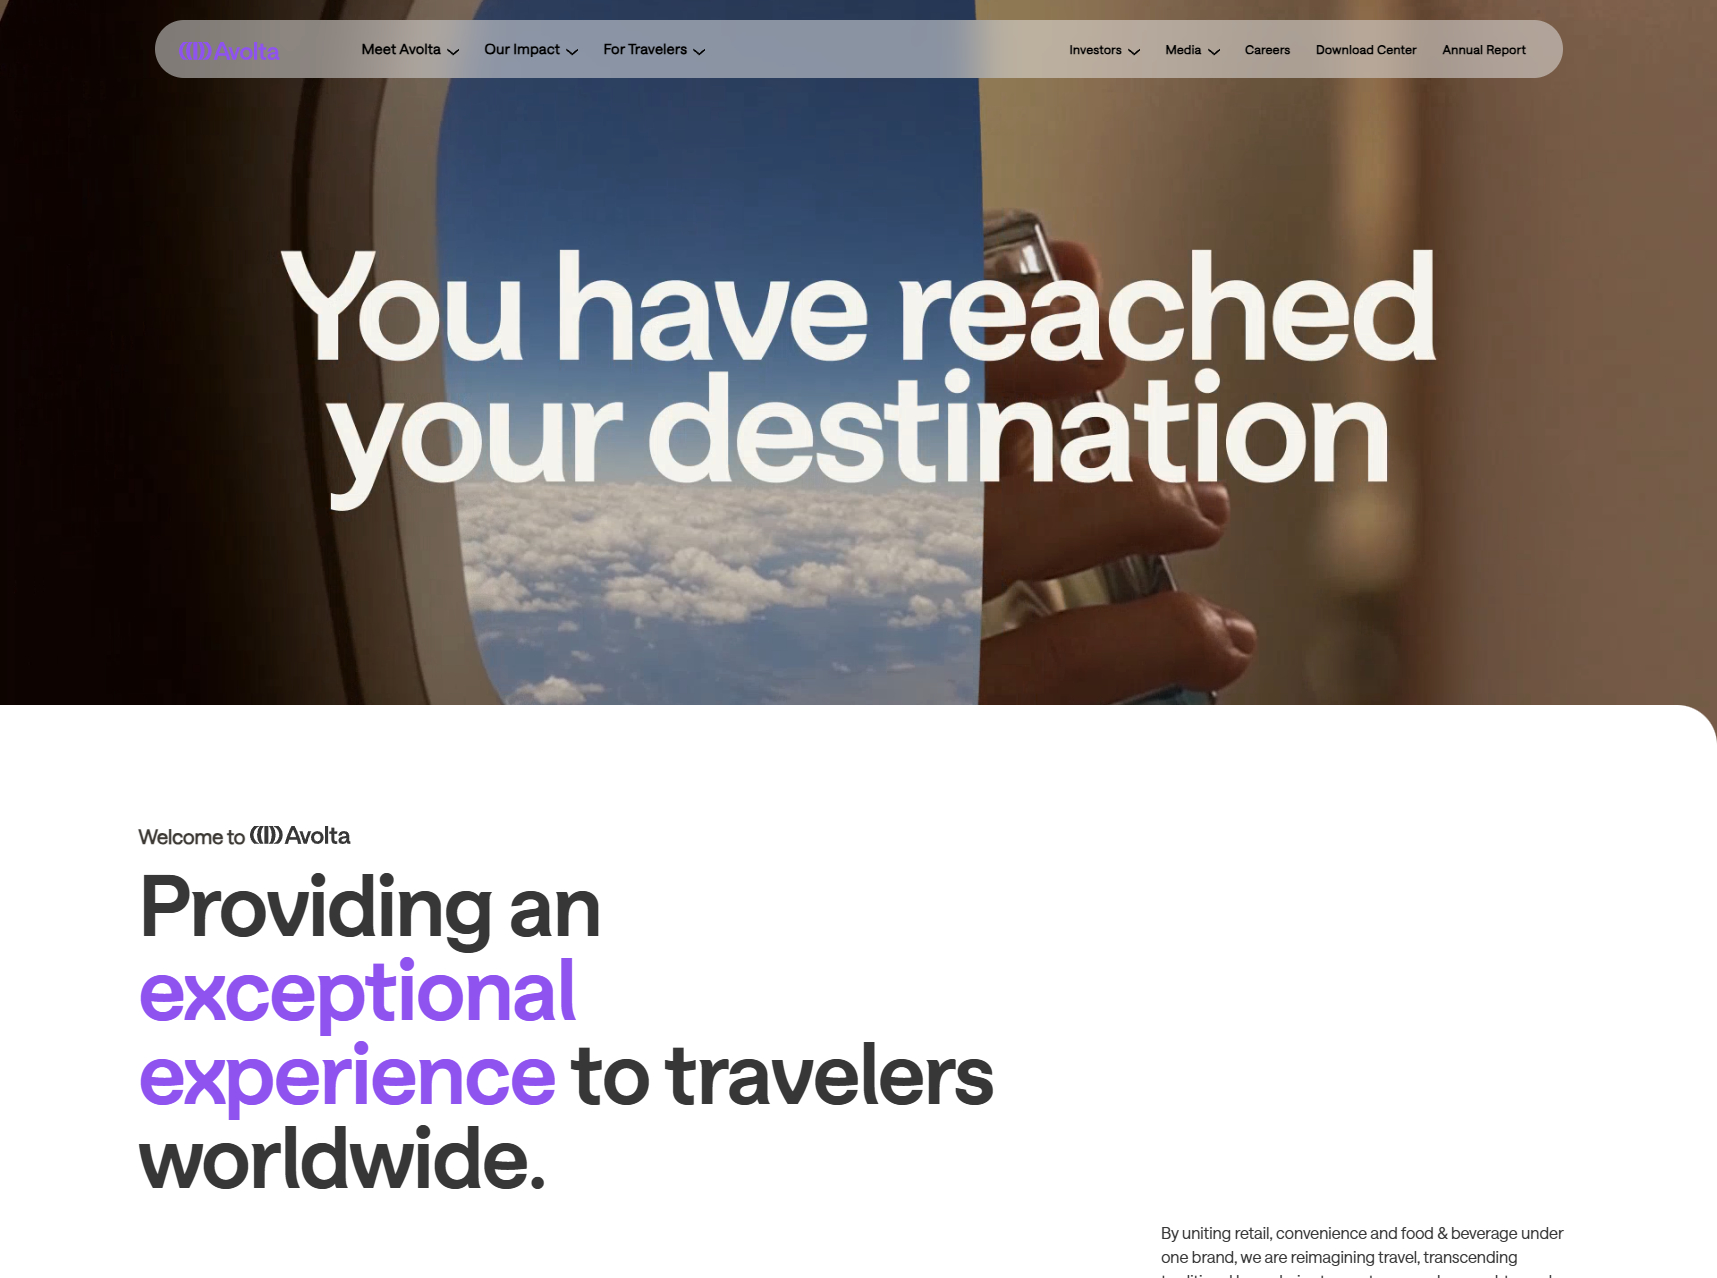 Avolta
Meet Avolta Our Impact For Travelers Investors Media Careers Download Center Annual Report
You have reached
your destination
Welcome to Avolta
Providing an
exceptional
experience to travelers
worldwide.
By uniting retail, convenience and food & beverage under
one brand, we are reimagining travel, transcending